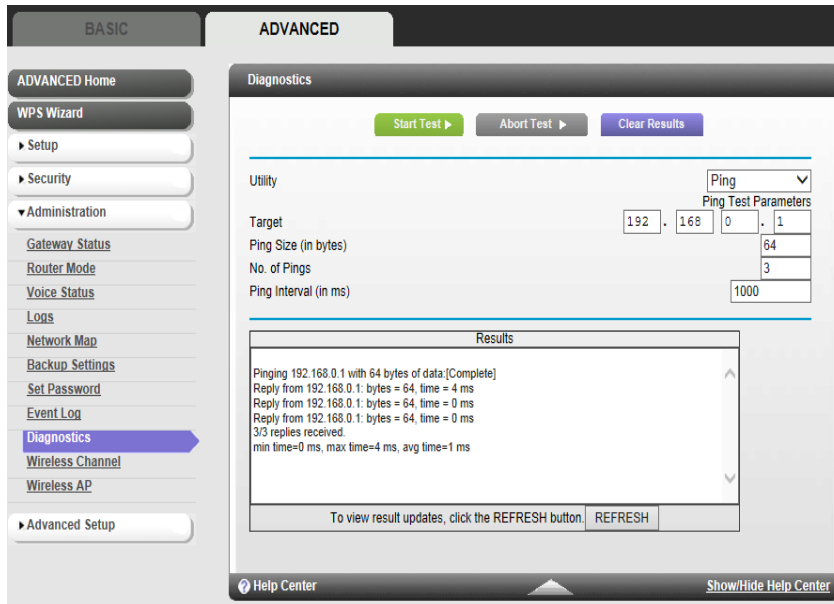 BASIC
ADVANCED
ADVANCED Home
WPS Wizard
Setup
Security
Administration
Gateway Status
Router Mode
Voice Status
Logs
Network Map
Backup Settings
Set Password
Event Log
Diagnostics
Wireless Channel
Wireless AP
Advanced Setup
Diagnostics
Start Test
Abort Test
Clear Results
Utility
Ping
Ping Test Parameters
Target 192 . 168 . 0 . 1
Ping Size (in bytes) 64
No. of Pings 3
Ping Interval (in ms) 1000
Results
Pinging 192.168.0.1 with 64 bytes of data:[Complete]
Reply from 192.168.0.1: bytes = 64, time = 4 ms
Reply from 192.168.0.1: bytes = 64, time = 0 ms
Reply from 192.168.0.1: bytes = 64, time = 0 ms
3/3 replies received.
min time=0 ms, max time=4 ms, avg time=1 ms
To view result updates, click the REFRESH button. REFRESH
? Help Center
Show/Hide Help Center